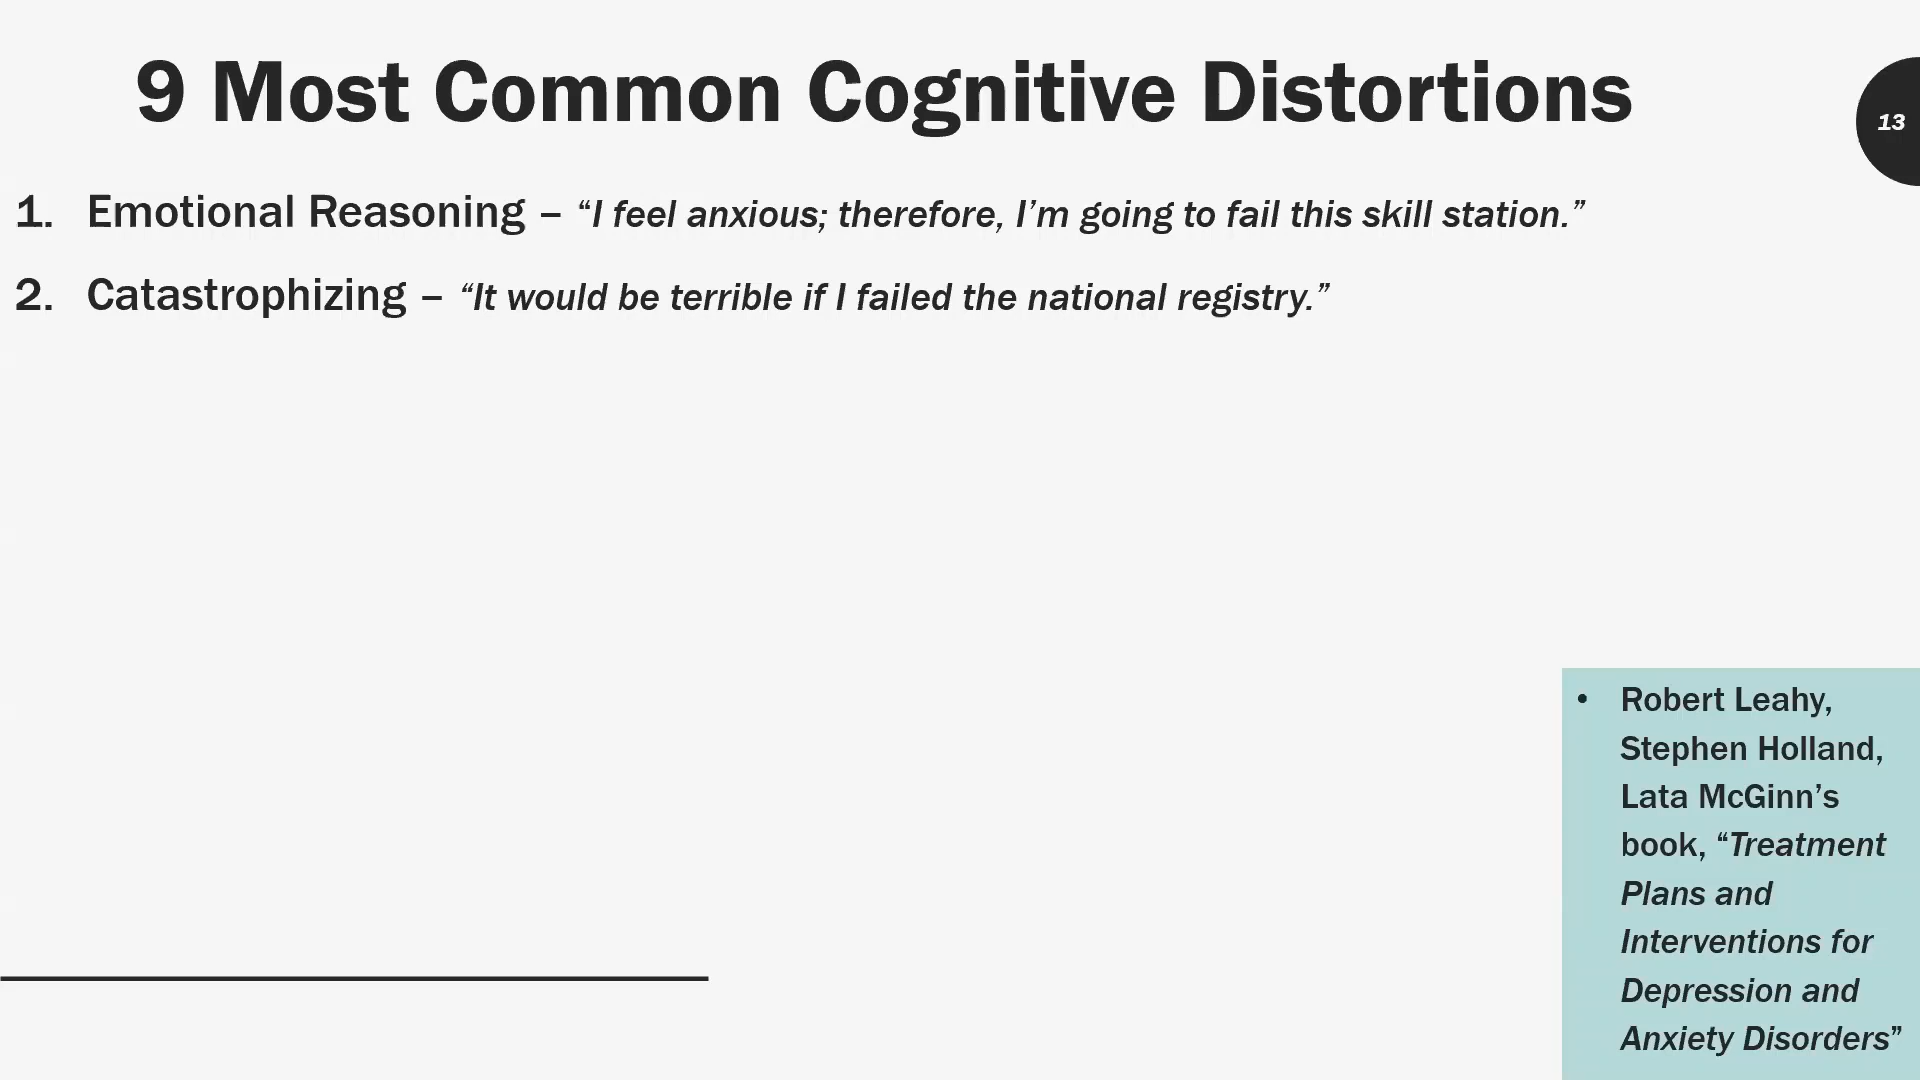 9 Most Common Cognitive Distortions
13
1. Emotional Reasoning – “I feel anxious; therefore, I’m going to fail this skill station.”
2. Catastrophizing – “It would be terrible if I failed the national registry.”
• Robert Leahy,
Stephen Holland,
Lata McGinn’s
book, “Treatment
Plans and
Interventions for
Depression and
Anxiety Disorders”